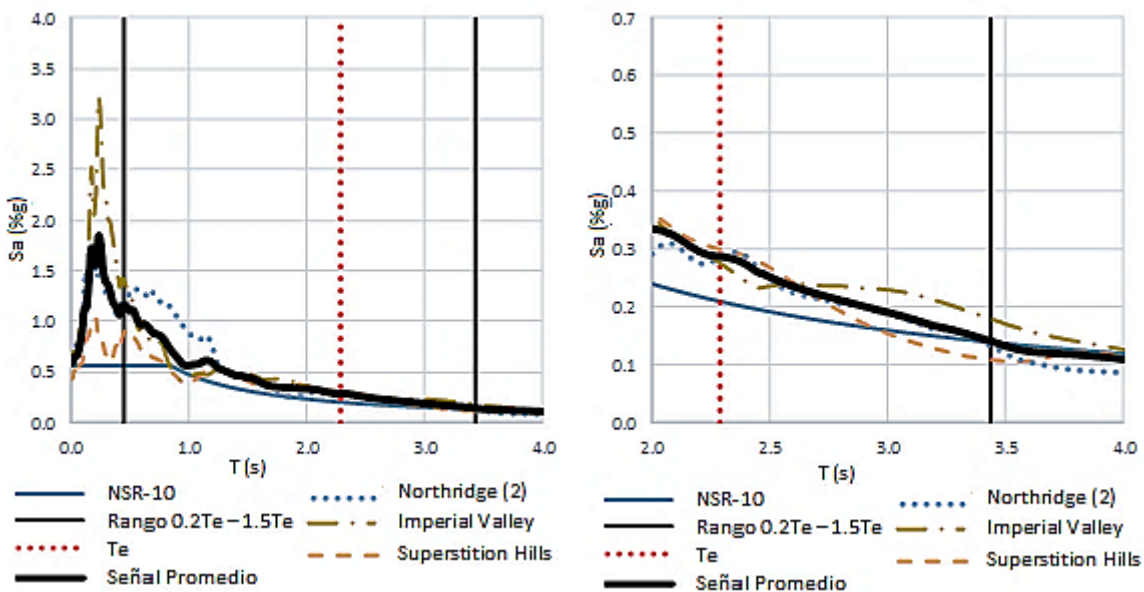 4.0
3.5
3.0
2.5
2.0
1.5
1.0
0.5
0.0
Sa (%g)
0.0 1.0 2.0 3.0 4.0
T (s)
NSR-10
Rango 0.2Te – 1.5Te
Te
Señal Promedio
Northridge (2)
Imperial Valley
Superstition Hills
0.7
0.6
0.5
0.4
0.3
0.2
0.1
0.0
Sa (%g)
2.0 2.5 3.0 3.5 4.0
T (s)
NSR-10
Rango 0.2Te – 1.5Te
Te
Señal Promedio
Northridge (2)
Imperial Valley
Superstition Hills